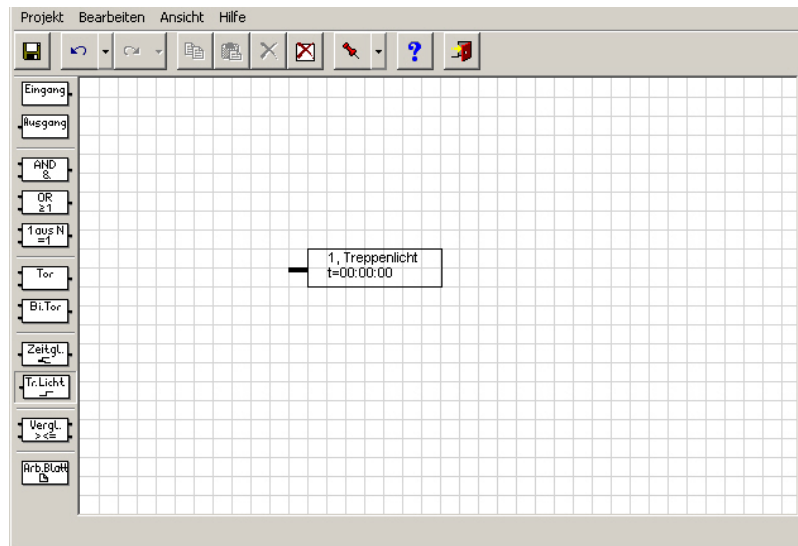 Projekt Bearbeiten Ansicht Hilfe
?
Eingang
Ausgang
AND
&
OR
≥1
1 aus N
=1
Tor
Bi.Tor
Zeitgl.
Tr.Licht
Vergl.
><=
Arb.Blatt
1, Treppenlicht
t=00:00:00